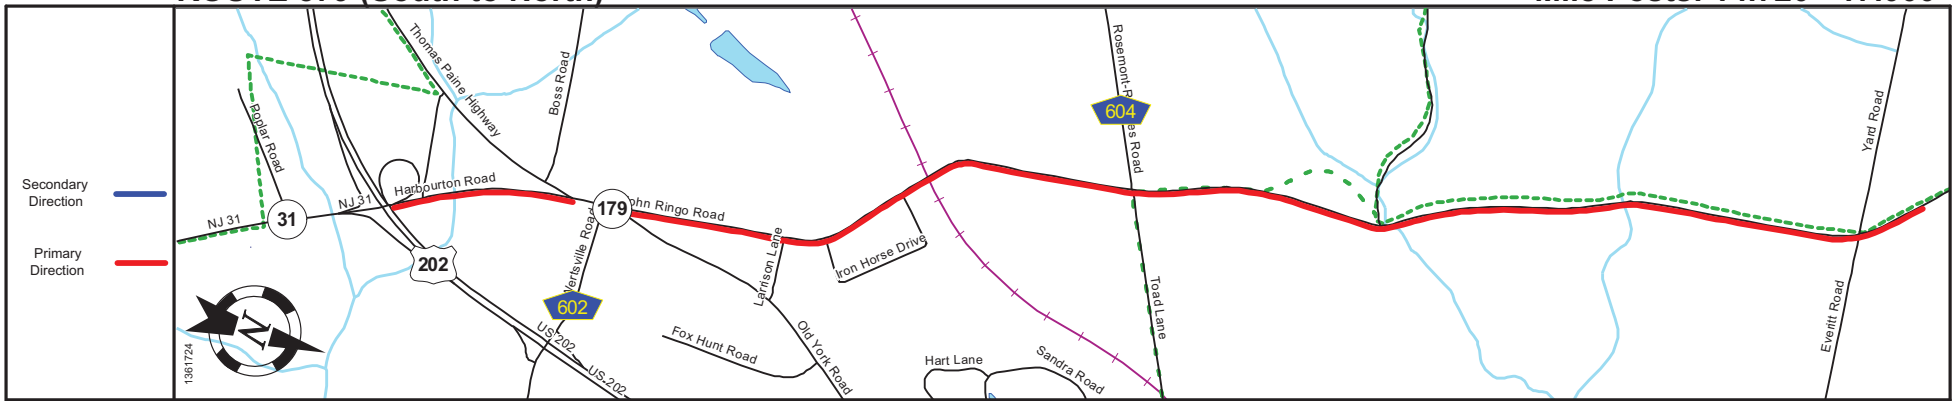 Secondary
Direction
Primary
Direction
Thomas Paine Highway
Boss Road
Poplar Road
NJ 31
31
NJ 31
Harbourton Road
202
179
Ringo Road
602
US 202
US 202
Larrison Lane
Iron Horse Drive
Fox Hunt Road
Old York Road
Hart Lane
Sandra Road
604
Road
Toad Lane
Yard Road
Everitt Road
N
1361724